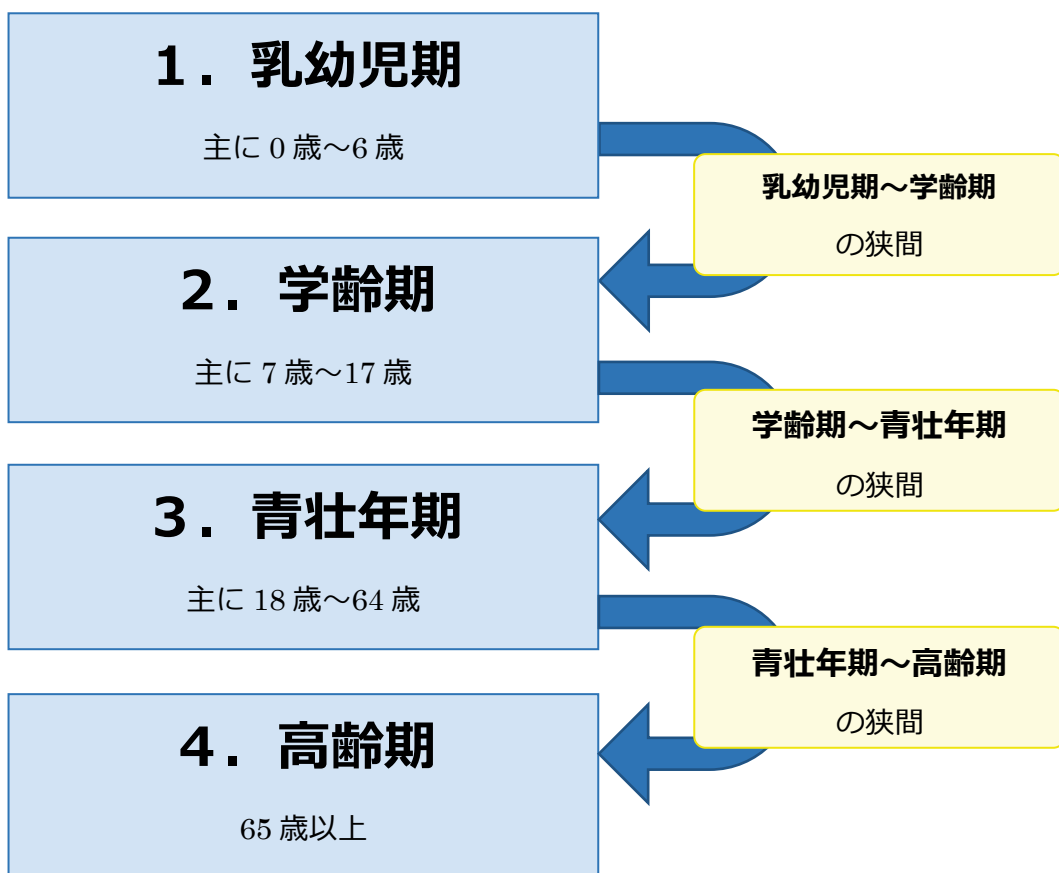 １．乳幼児期
主に 0 歳～6 歳
乳幼児期～学齢期
の狭間
２．学齢期
主に 7 歳～17 歳
学齢期～青壮年期
の狭間
３．青壮年期
主に 18 歳～64 歳
青壮年期～高齢期
の狭間
４．高齢期
65 歳以上